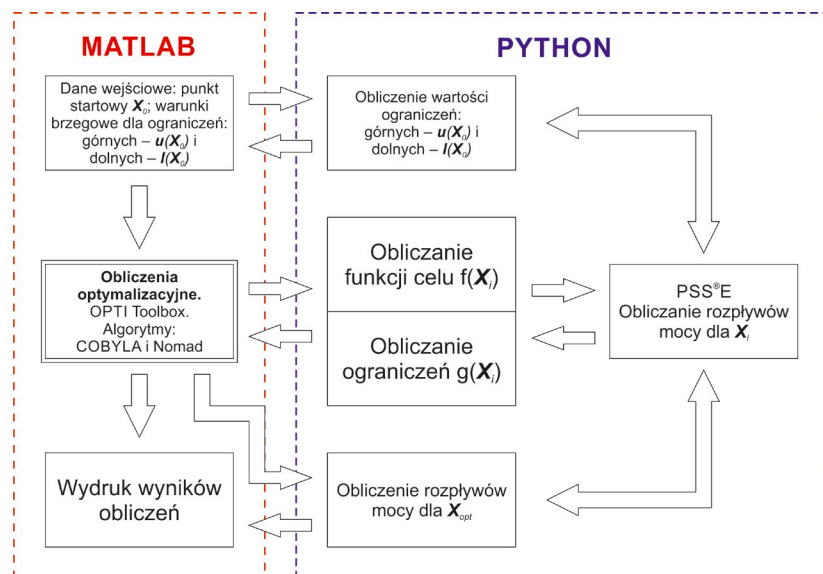 MATLAB
PYTHON
Dane wejściowe: punkt
startowy X₀; warunki
brzegowe dla ograniczeń:
górnych – u(X₀) i
dolnych – l(X₀)
Obliczenie wartości
ograniczeń:
górnych – u(X₀) i
dolnych – l(X₀)
Obliczenia
optymalizacyjne.
OPTI Toolbox.
Algorytmy:
COBYLA i Nomad
Obliczanie
funkcji celu f(Xᵢ)
Obliczanie
ograniczeń g(Xᵢ)
PSS®E
Obliczanie rozpływów
mocy dla Xᵢ
Wydruk wyników
obliczeń
Obliczenie rozpływów
mocy dla Xopt